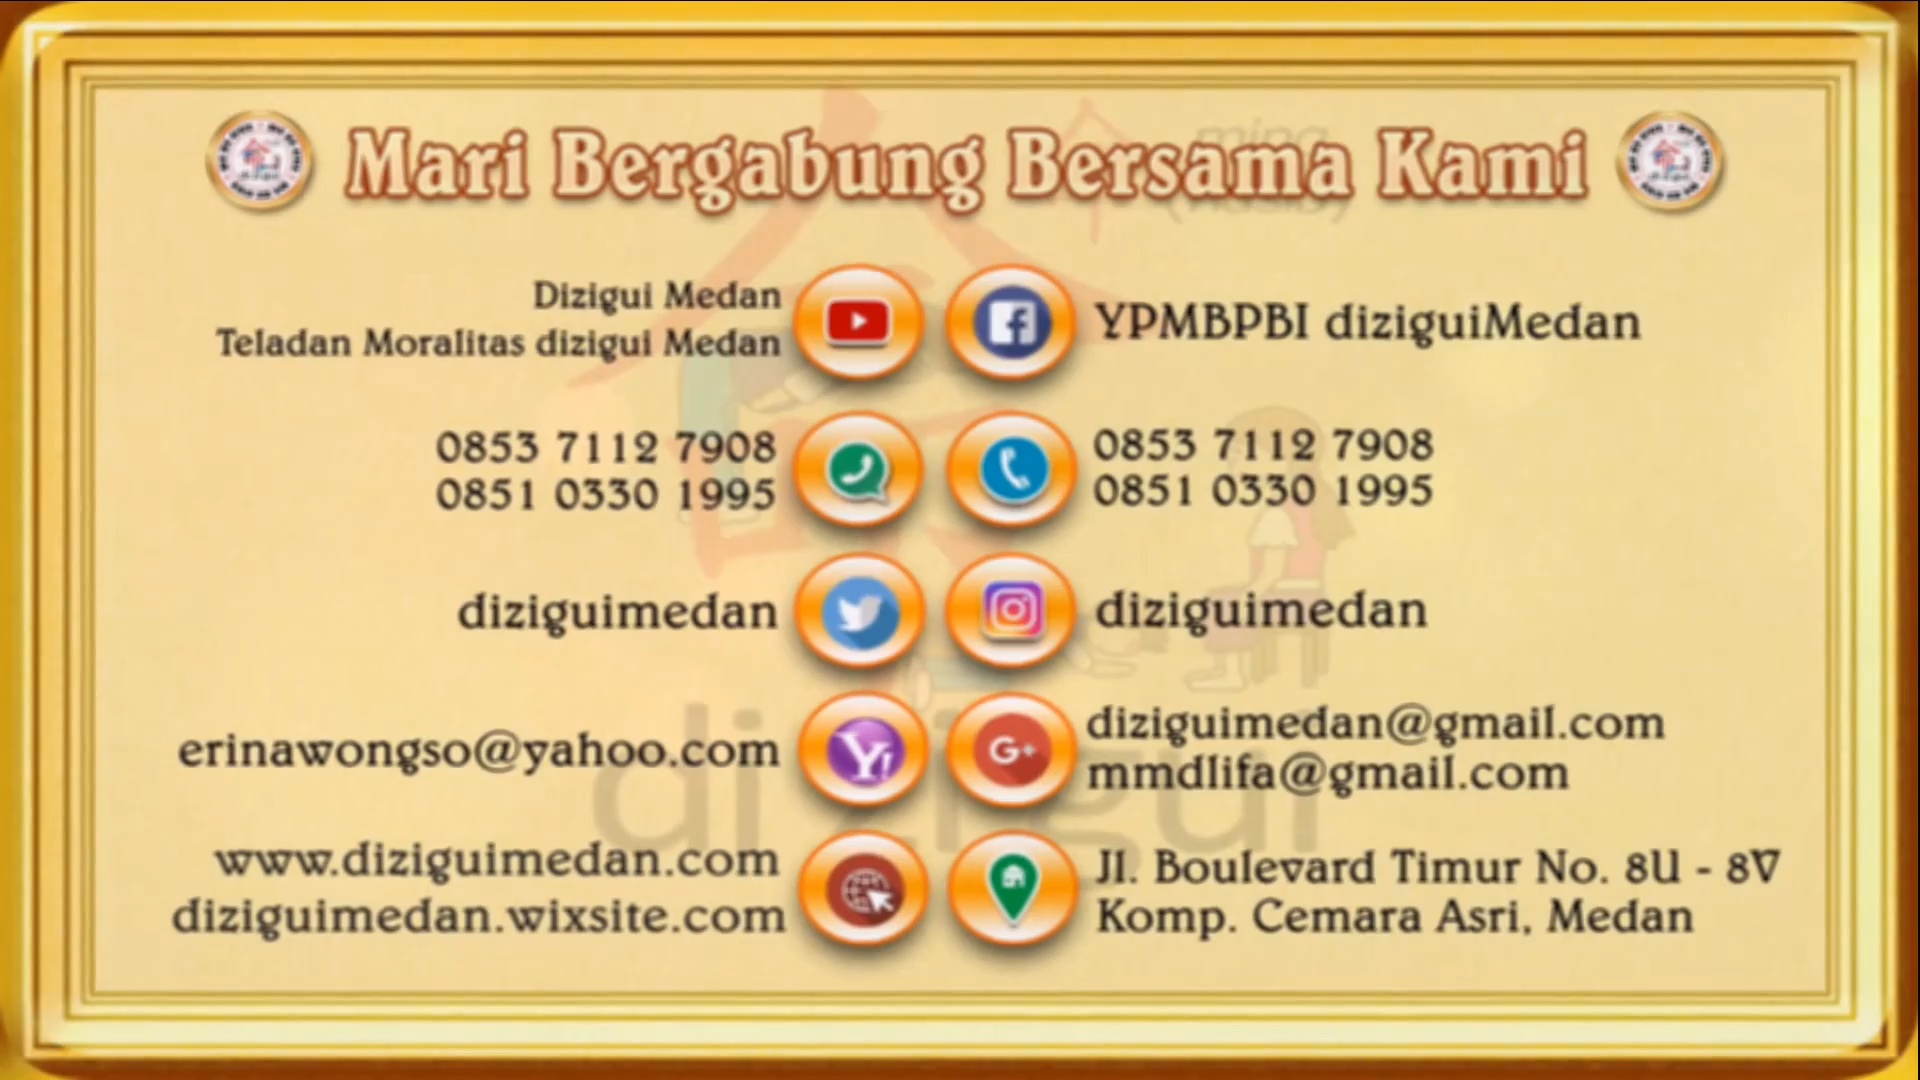 Mari Bergabung Bersama Kami
Dizigui Medan
Teladan Moralitas dizigui Medan
YPMBPBI diziguiMedan
0853 7112 7908
0851 0330 1995
0853 7112 7908
0851 0330 1995
diziguimedan
diziguimedan
erinawongso@yahoo.com
Y!
G+
diziguimedan@gmail.com
mmdlifa@gmail.com
www.diziguimedan.com
diziguimedan.wixsite.com
Jl. Boulevard Timur No. 8U - 8V
Komp. Cemara Asri, Medan
dizigui